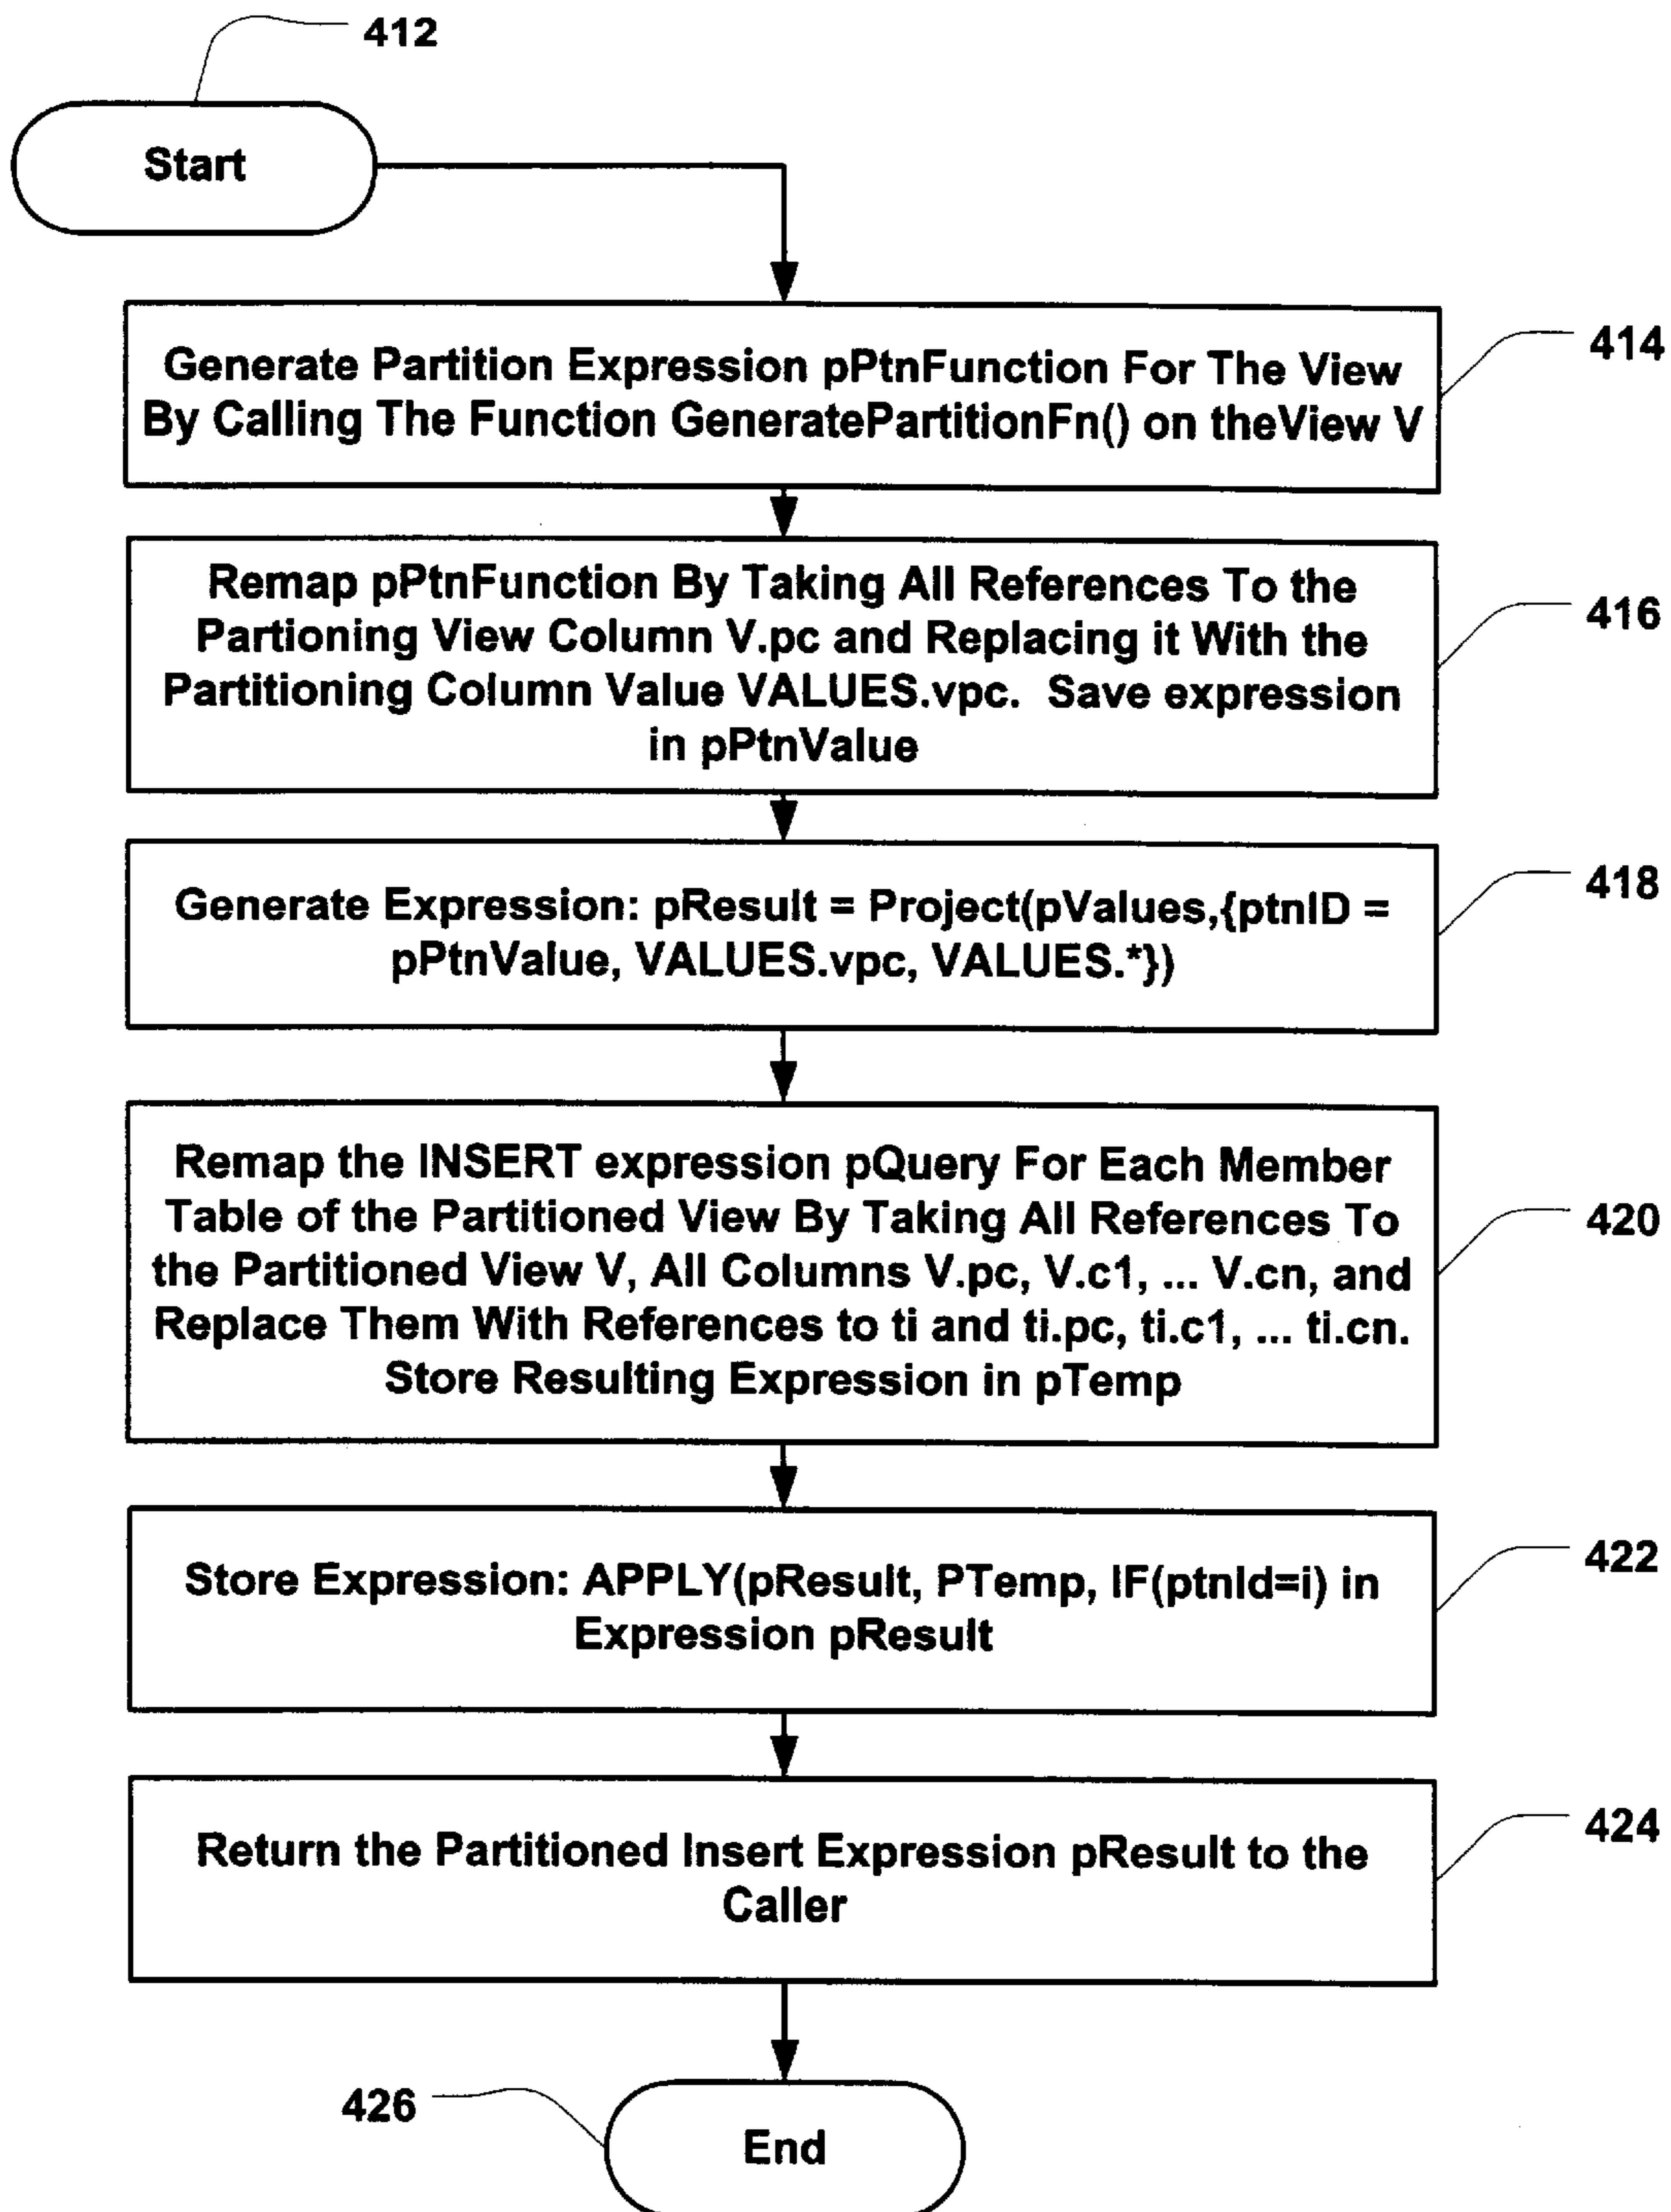 412
Start
Generate Partition Expression pPtnFunction For The View
By Calling The Function GeneratePartitionFn() on theView V
414
Remap pPtnFunction By Taking All References To the
Partioning View Column V.pc and Replacing it With the
Partitioning Column Value VALUES.vpc. Save expression
in pPtnValue
416
Generate Expression: pResult = Project(pValues,{ptnID =
pPtnValue, VALUES.vpc, VALUES.*})
418
Remap the INSERT expression pQuery For Each Member
Table of the Partitioned View By Taking All References To
the Partitioned View V, All Columns V.pc, V.c1, ... V.cn, and
Replace Them With References to ti and ti.pc, ti.c1, ... ti.cn.
Store Resulting Expression in pTemp
420
Store Expression: APPLY(pResult, PTemp, IF(ptnId=i) in
Expression pResult
422
Return the Partitioned Insert Expression pResult to the
Caller
424
426
End